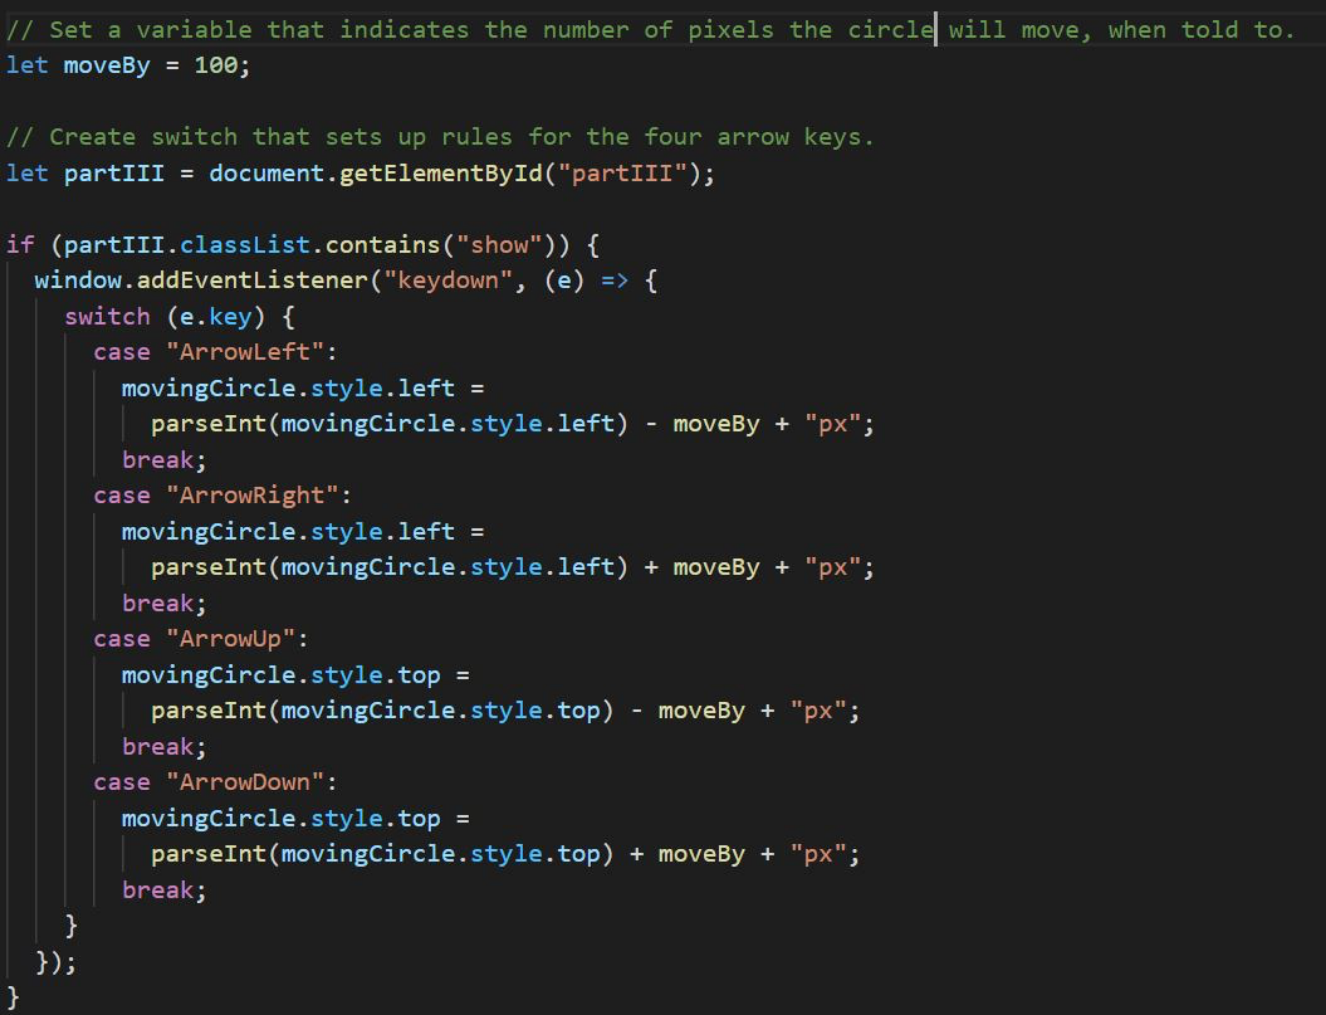 // Set a variable that indicates the number of pixels the circle will move, when told to.
let moveBy = 100;
// Create switch that sets up rules for the four arrow keys.
let partIII = document.getElementById("partIII");
if (partIII.classList.contains("show")) {
window.addEventListener("keydown", (e) => {
switch (e.key) {
case "ArrowLeft":
movingCircle.style.left =
parseInt(movingCircle.style.left) - moveBy + "px";
break;
case "ArrowRight":
movingCircle.style.left =
parseInt(movingCircle.style.left) + moveBy + "px";
break;
case "ArrowUp":
movingCircle.style.top =
parseInt(movingCircle.style.top) - moveBy + "px";
break;
case "ArrowDown":
movingCircle.style.top =
parseInt(movingCircle.style.top) + moveBy + "px";
break;
}
});
}